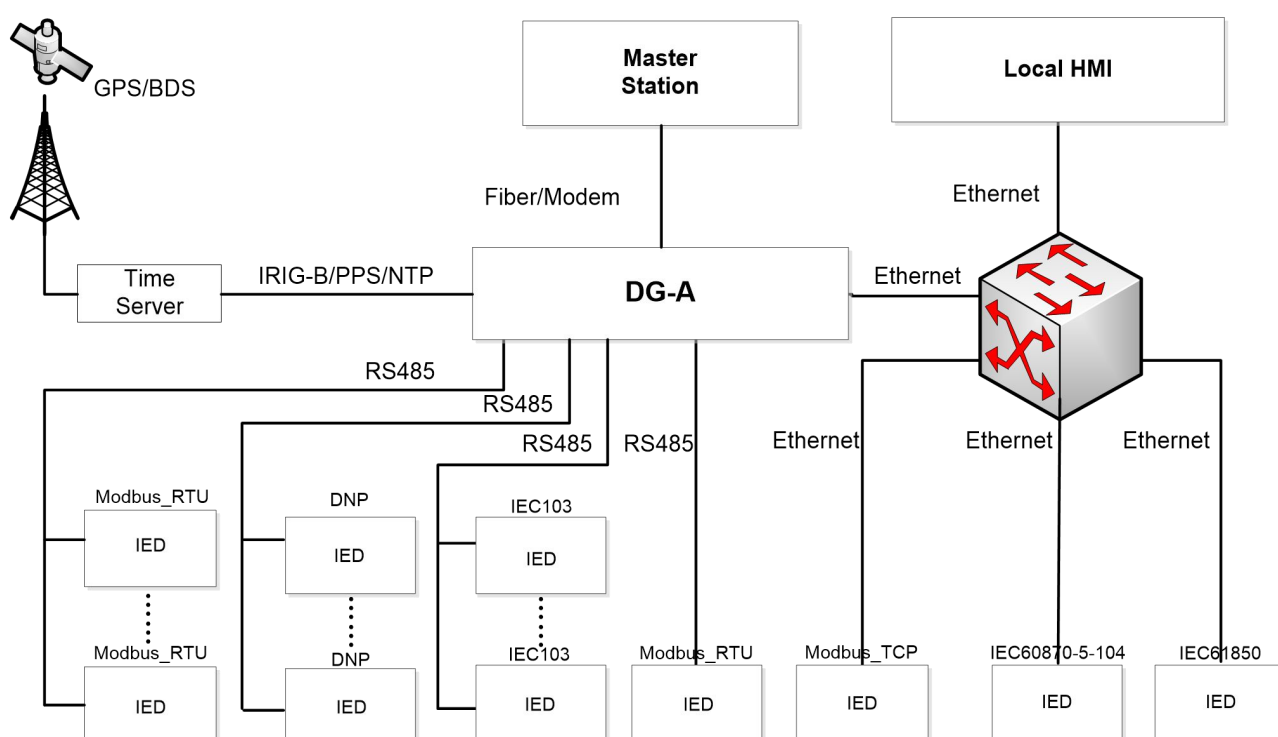 GPS/BDS
Master
Station
Local HMI
Fiber/Modem
Ethernet
Time
Server
IRIG-B/PPS/NTP
DG-A
Ethernet
RS485
RS485
RS485
RS485
Ethernet
Ethernet
Ethernet
Modbus_RTU
IED
DNP
IED
IEC103
IED
Modbus_RTU
IED
DNP
IED
IEC103
IED
Modbus_RTU
IED
Modbus_TCP
IED
IEC60870-5-104
IED
IEC61850
IED